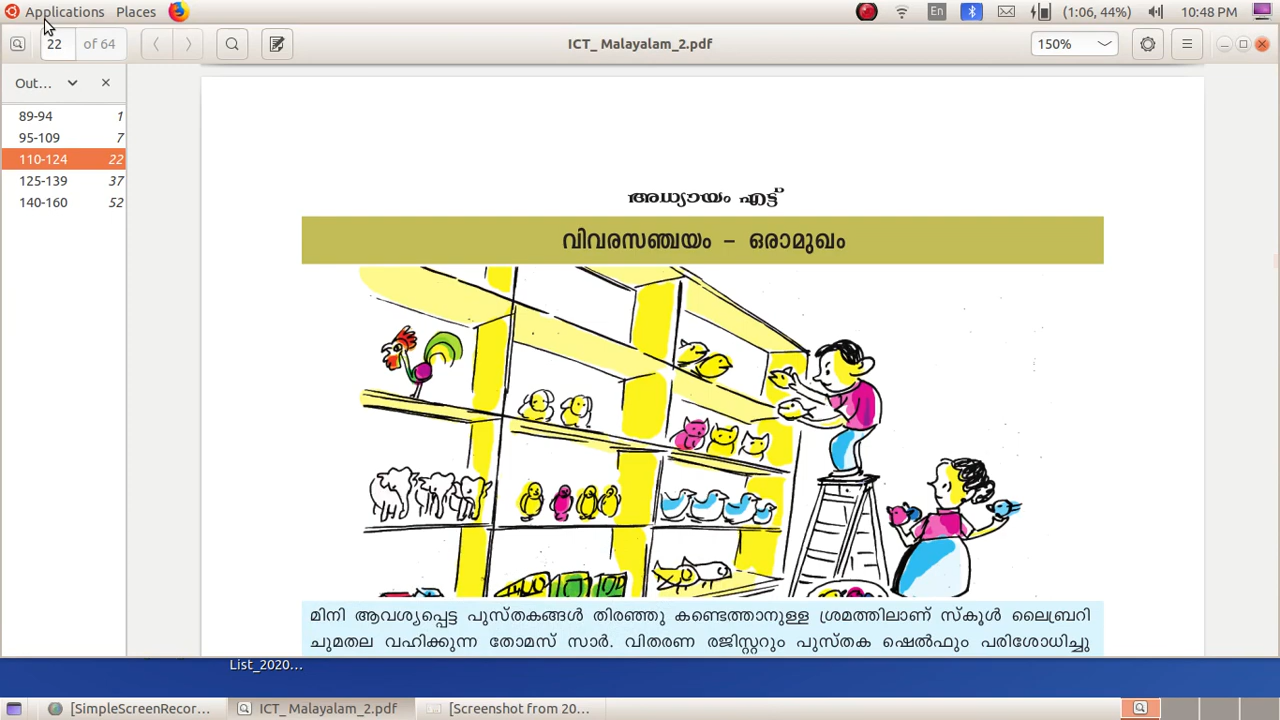 Applications Places En (1:06, 44%) 10:48 PM
22 of 64 ICT_ Malayalam_2.pdf 150%
Out...
89-94 1
95-109 7
110-124 22
125-139 37
140-160 52
അധ്യായം എട്ട്
വിവരസഞ്ചയം - ഒരാമുഖം
മിനി ആവശ്യപ്പെട്ട പുസ്തകങ്ങൾ തിരഞ്ഞു കണ്ടെത്താനുള്ള ശ്രമത്തിലാണ് സ്കൂൾ ലൈബ്രറി
ചുമതല വഹിക്കുന്ന തോമസ് സാർ. വിതരണ രജിസ്റ്ററും പുസ്തക ഷെൽഫും പരിശോധിച്ചു
List_2020...
[SimpleScreenRecor... ICT_ Malayalam_2.pdf [Screenshot from 20...